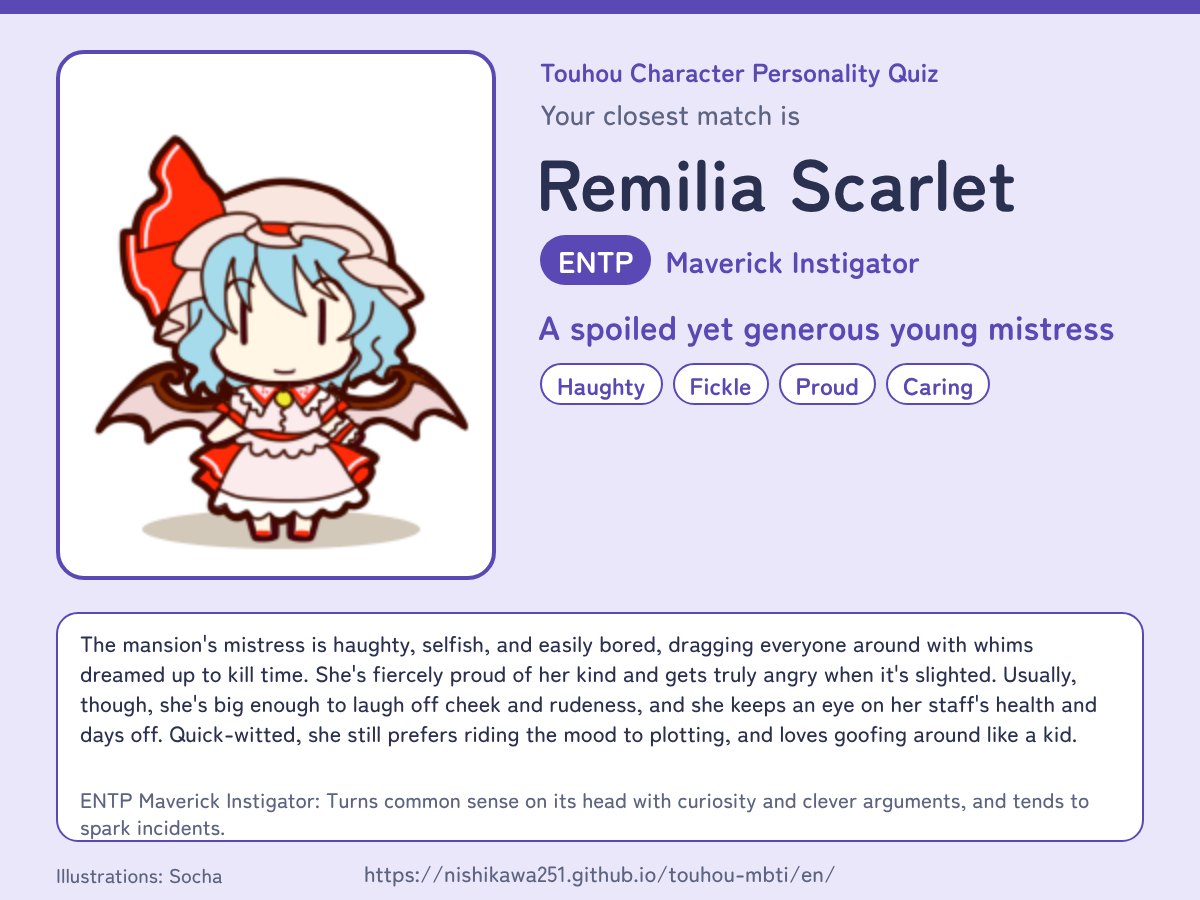 Touhou Character Personality Quiz
Your closest match is
Remilia Scarlet
ENTP Maverick Instigator
A spoiled yet generous young mistress
Haughty Fickle Proud Caring
The mansion's mistress is haughty, selfish, and easily bored, dragging everyone around with whims
dreamed up to kill time. She's fiercely proud of her kind and gets truly angry when it's slighted. Usually,
though, she's big enough to laugh off cheek and rudeness, and she keeps an eye on her staff's health and
days off. Quick-witted, she still prefers riding the mood to plotting, and loves goofing around like a kid.
ENTP Maverick Instigator: Turns common sense on its head with curiosity and clever arguments, and tends to
spark incidents.
Illustrations: Socha
https://nishikawa251.github.io/touhou-mbti/en/